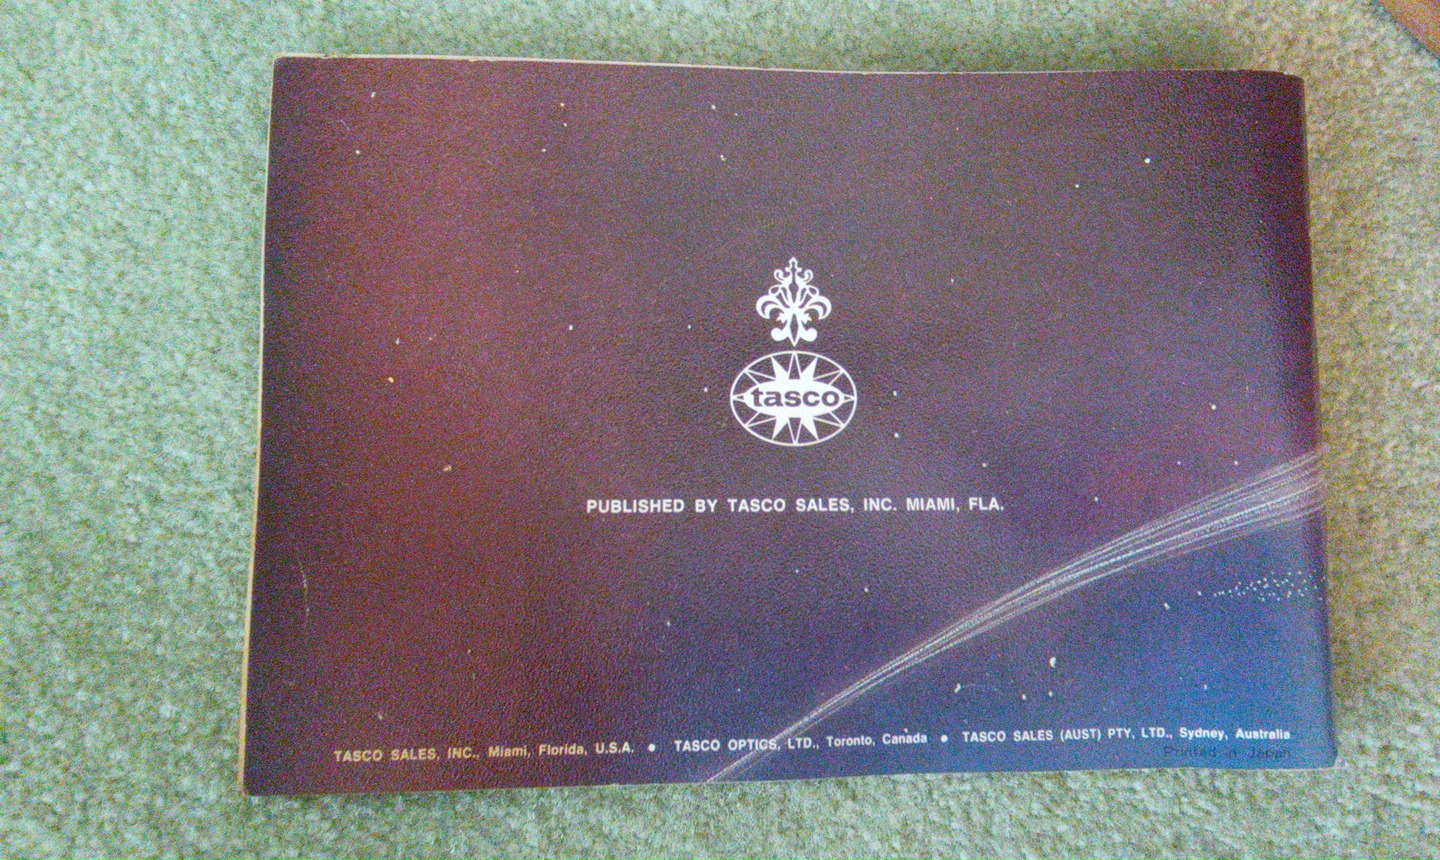 tasco
PUBLISHED BY TASCO SALES, INC. MIAMI, FLA.
TASCO SALES, INC., Miami, Florida, U.S.A. ● TASCO OPTICS, LTD., Toronto, Canada ● TASCO SALES (AUST) PTY, LTD., Sydney, Australia
Printed in Japan